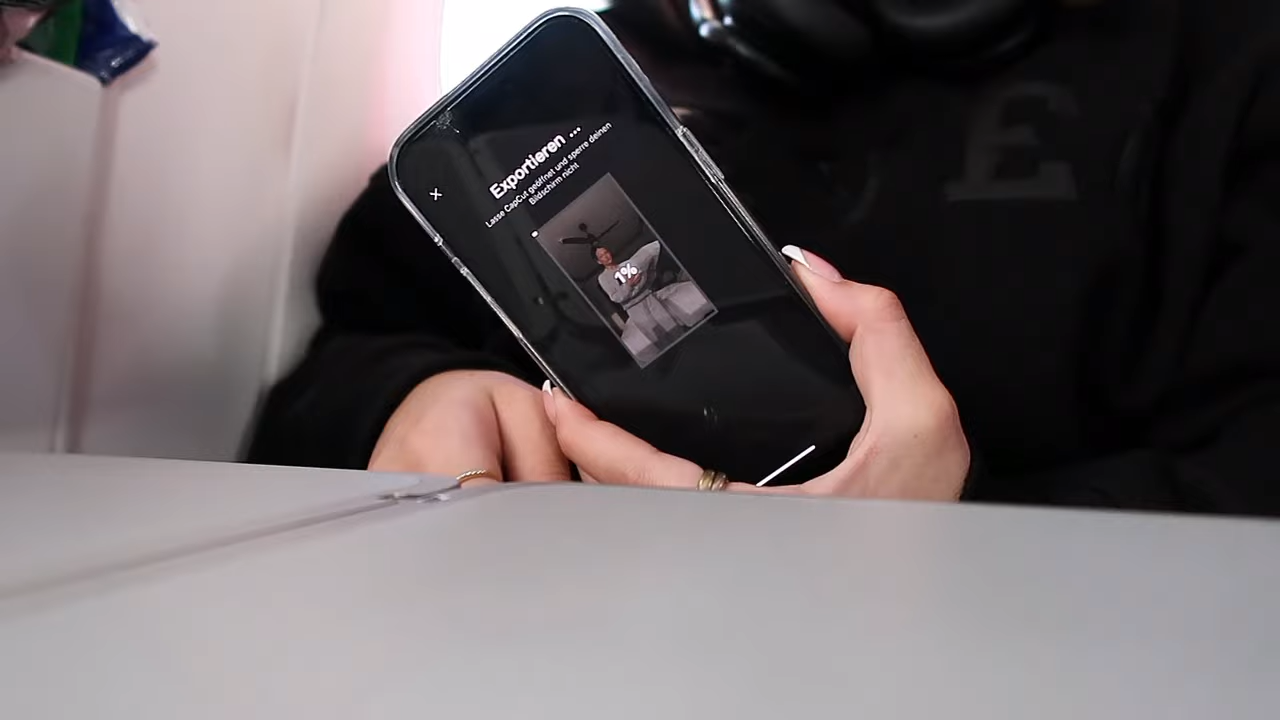 Exportieren ...
Lasse CapCut geöffnet und sperre deinen
Bildschirm nicht
1%
E